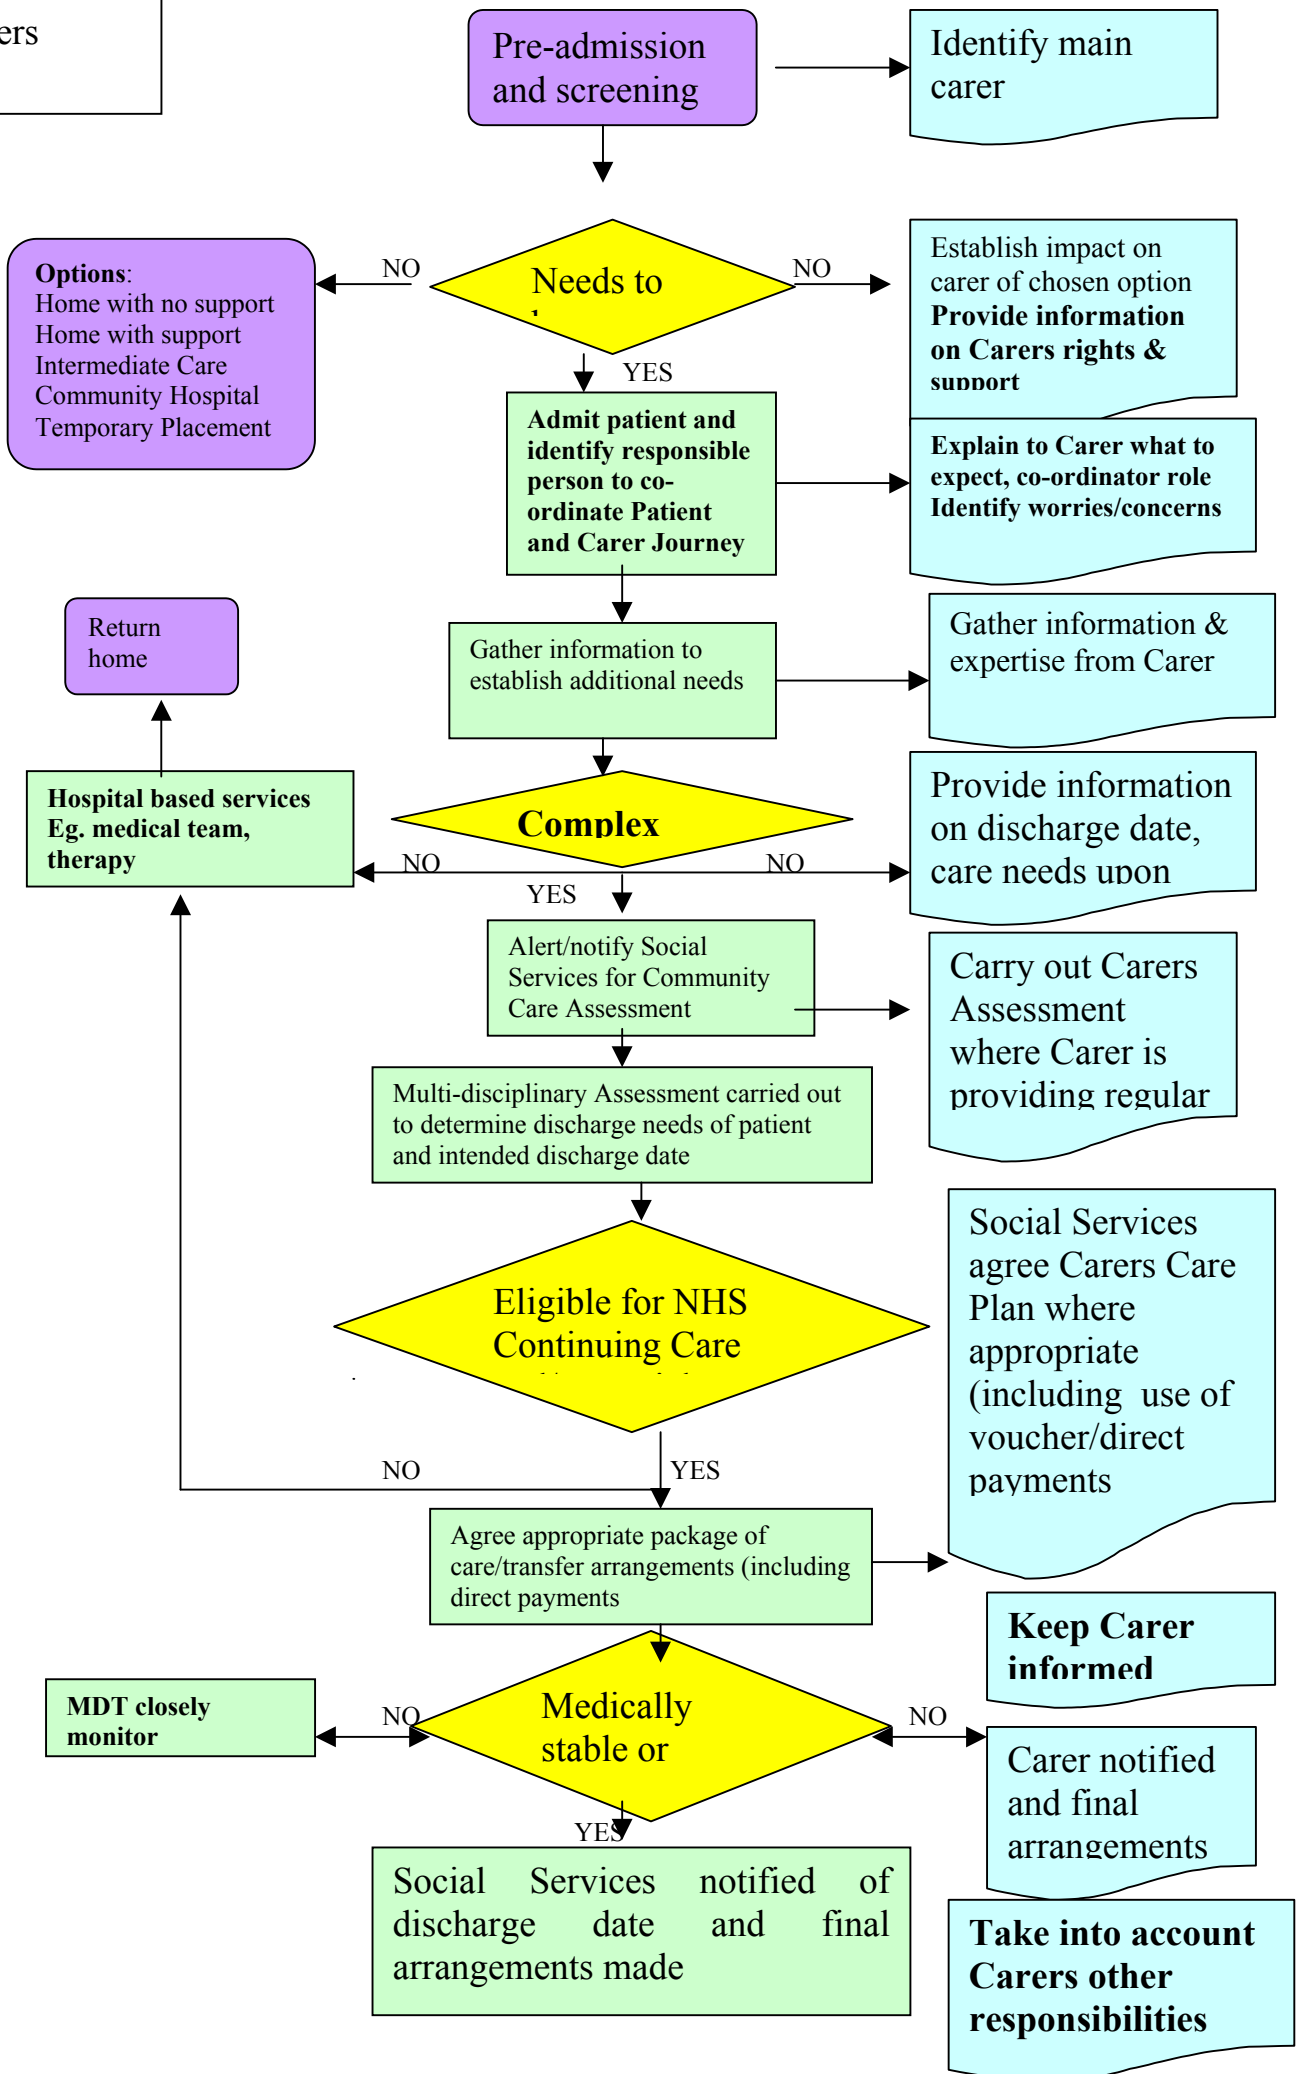 ers
Pre-admission
and screening
Identify main
carer
Options:
Home with no support
Home with support
Intermediate Care
Community Hospital
Temporary Placement
NO
Needs to
NO
Establish impact on
carer of chosen option
Provide information
on Carers rights &
support
YES
Admit patient and
identify responsible
person to co-
ordinate Patient
and Carer Journey
Explain to Carer what to
expect, co-ordinator role
Identify worries/concerns
Return
home
Gather information to
establish additional needs
Gather information &
expertise from Carer
Hospital based services
Eg. medical team,
therapy
Complex
Provide information
on discharge date,
care needs upon
NO
NO
YES
Alert/notify Social
Services for Community
Care Assessment
Carry out Carers
Assessment
where Carer is
providing regular
Multi-disciplinary Assessment carried out
to determine discharge needs of patient
and intended discharge date
Eligible for NHS
Continuing Care
Social Services
agree Carers Care
Plan where
appropriate
(including use of
voucher/direct
payments
NO
YES
Agree appropriate package of
care/transfer arrangements (including
direct payments
Keep Carer
informed
MDT closely
monitor
NO
Medically
stable or
NO
Carer notified
and final
arrangements
YES
Social Services notified of
discharge date and final
arrangements made
Take into account
Carers other
responsibilities